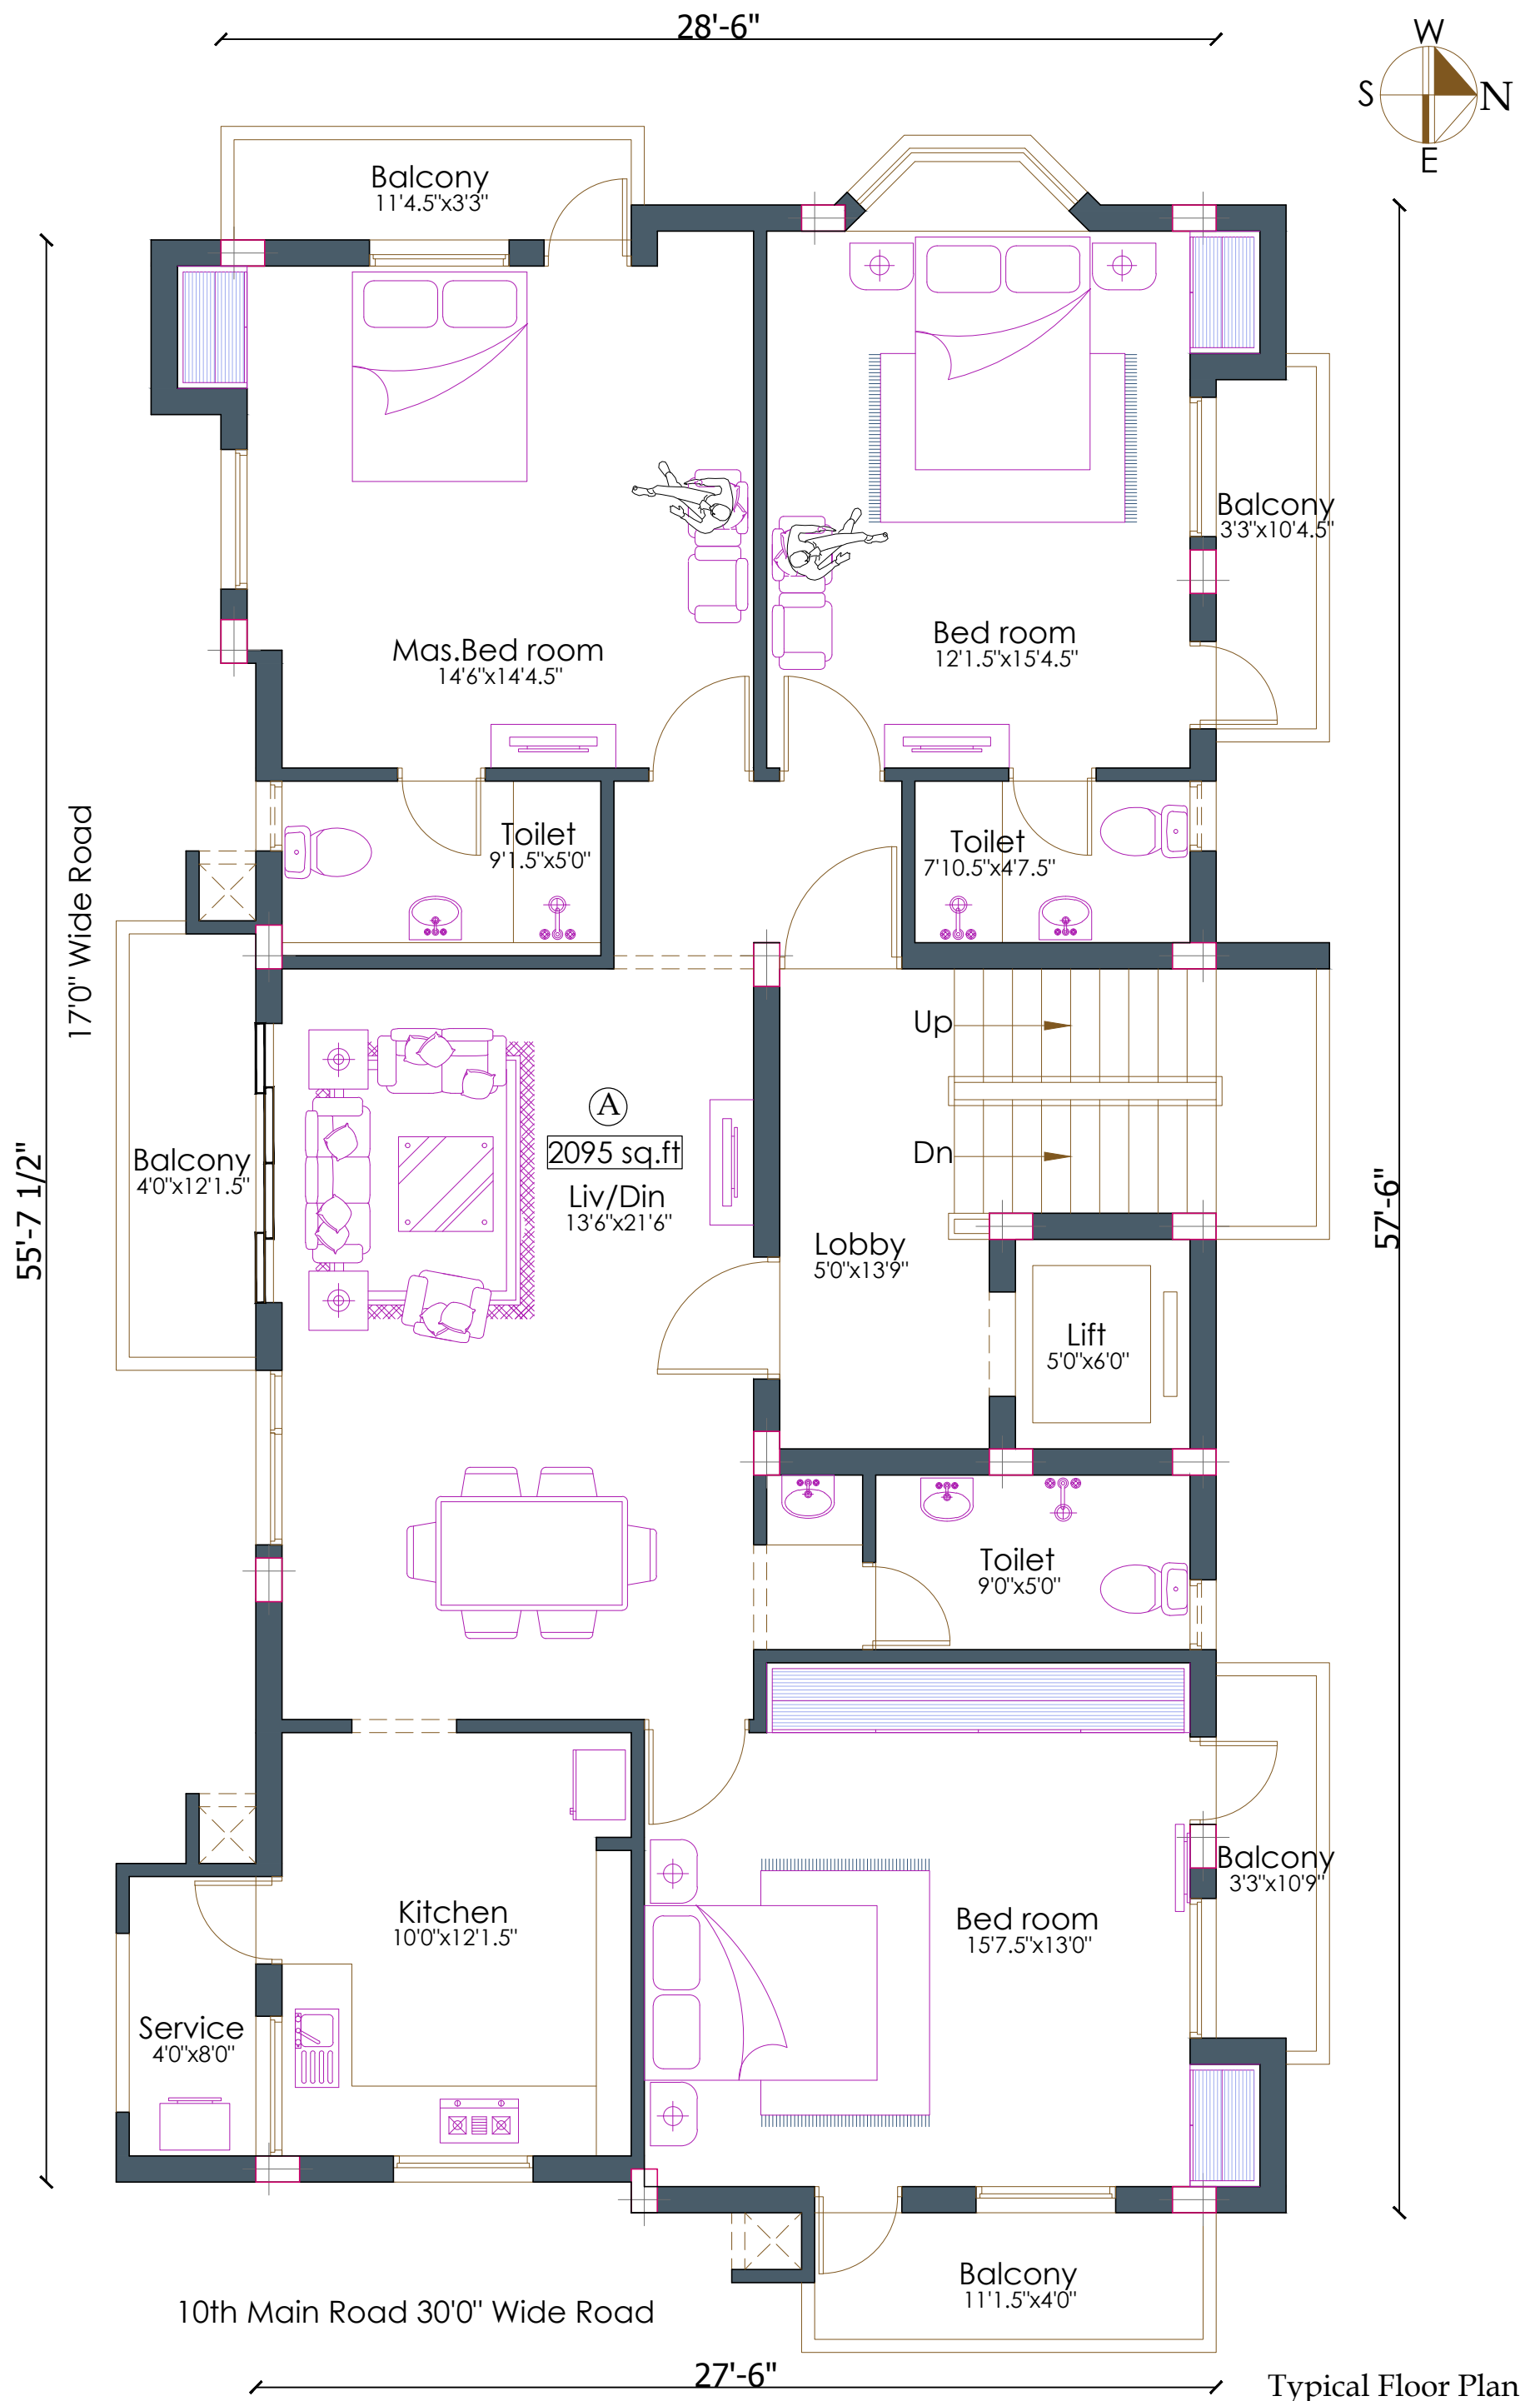 28'-6"
W
S
N
E
Balcony
11'4.5"x3'3"
Balcony
3'3"x10'4.5"
Mas.Bed room
14'6"x14'4.5"
Bed room
12'1.5"x15'4.5"
17'0" Wide Road
Toilet
9'1.5"x5'0"
Toilet
7'10.5"x4'7.5"
Up
Dn
A
2095 sq.ft
Liv/Din
13'6"x21'6"
Balcony
4'0"x12'1.5"
55'-7 1/2"
57'-6"
Lobby
5'0"x13'9"
Lift
5'0"x6'0"
Toilet
9'0"x5'0"
Balcony
3'3"x10'9"
Kitchen
10'0"x12'1.5"
Bed room
15'7.5"x13'0"
Service
4'0"x8'0"
Balcony
11'1.5"x4'0"
10th Main Road 30'0" Wide Road
27'-6"
Typical Floor Plan